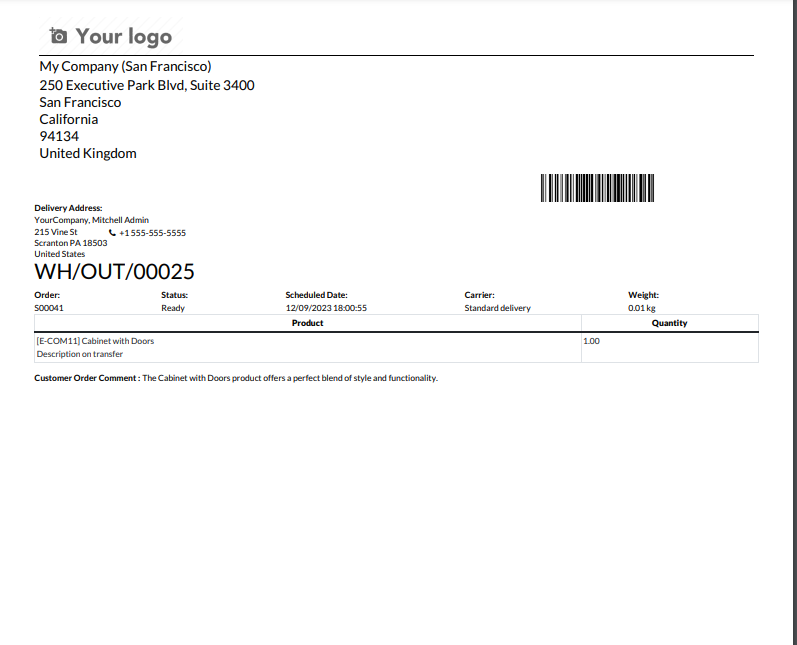 Your logo
My Company (San Francisco)
250 Executive Park Blvd, Suite 3400
San Francisco
California
94134
United Kingdom
Delivery Address:
YourCompany, Mitchell Admin
215 Vine St +1 555-555-5555
Scranton PA 18503
United States
WH/OUT/00025
Order: Status: Scheduled Date: Carrier: Weight:
S00041 Ready 12/09/2023 18:00:55 Standard delivery 0.01 kg
Product Quantity
[E-COM11] Cabinet with Doors 1.00
Description on transfer
Customer Order Comment : The Cabinet with Doors product offers a perfect blend of style and functionality.